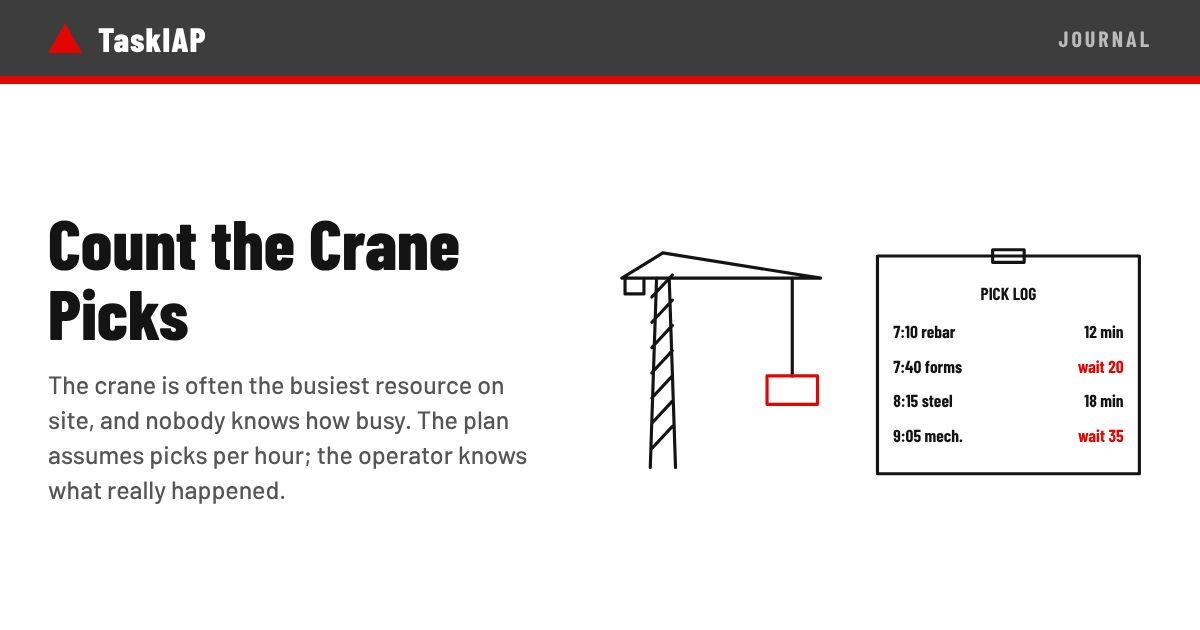 TaskIAP
JOURNAL
Count the Crane
Picks
The crane is often the busiest resource on
site, and nobody knows how busy. The plan
assumes picks per hour; the operator knows
what really happened.
PICK LOG
7:10 rebar 12 min
7:40 forms wait 20
8:15 steel 18 min
9:05 mech. wait 35